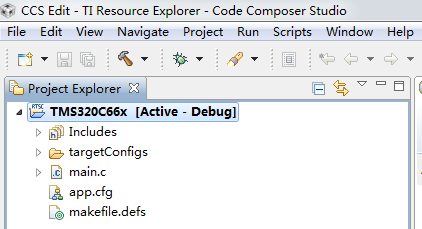 CCS Edit - TI Resource Explorer - Code Composer Studio
File Edit View Navigate Project Run Scripts Window
Project Explorer
RTSC
TMS320C66x [Active - Debug]
Includes
targetConfigs
main.c
app.cfg
makefile.defs